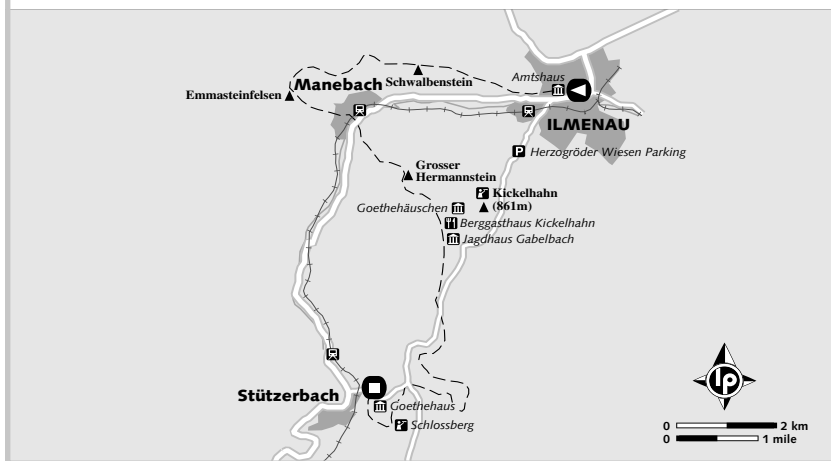 Amtshaus
Manebach
Schwalbenstein
Emmasteinfelsen
ILMENAU
P
Herzogröder Wiesen Parking
Grosser
Hermannstein
Kickelhahn
(861m)
Goethehäuschen
Berggasthaus Kickelhahn
Jagdhaus Gabelbach
lp
Stützerbach
Goethehaus
Schlossberg
0 2 km
0 1 mile